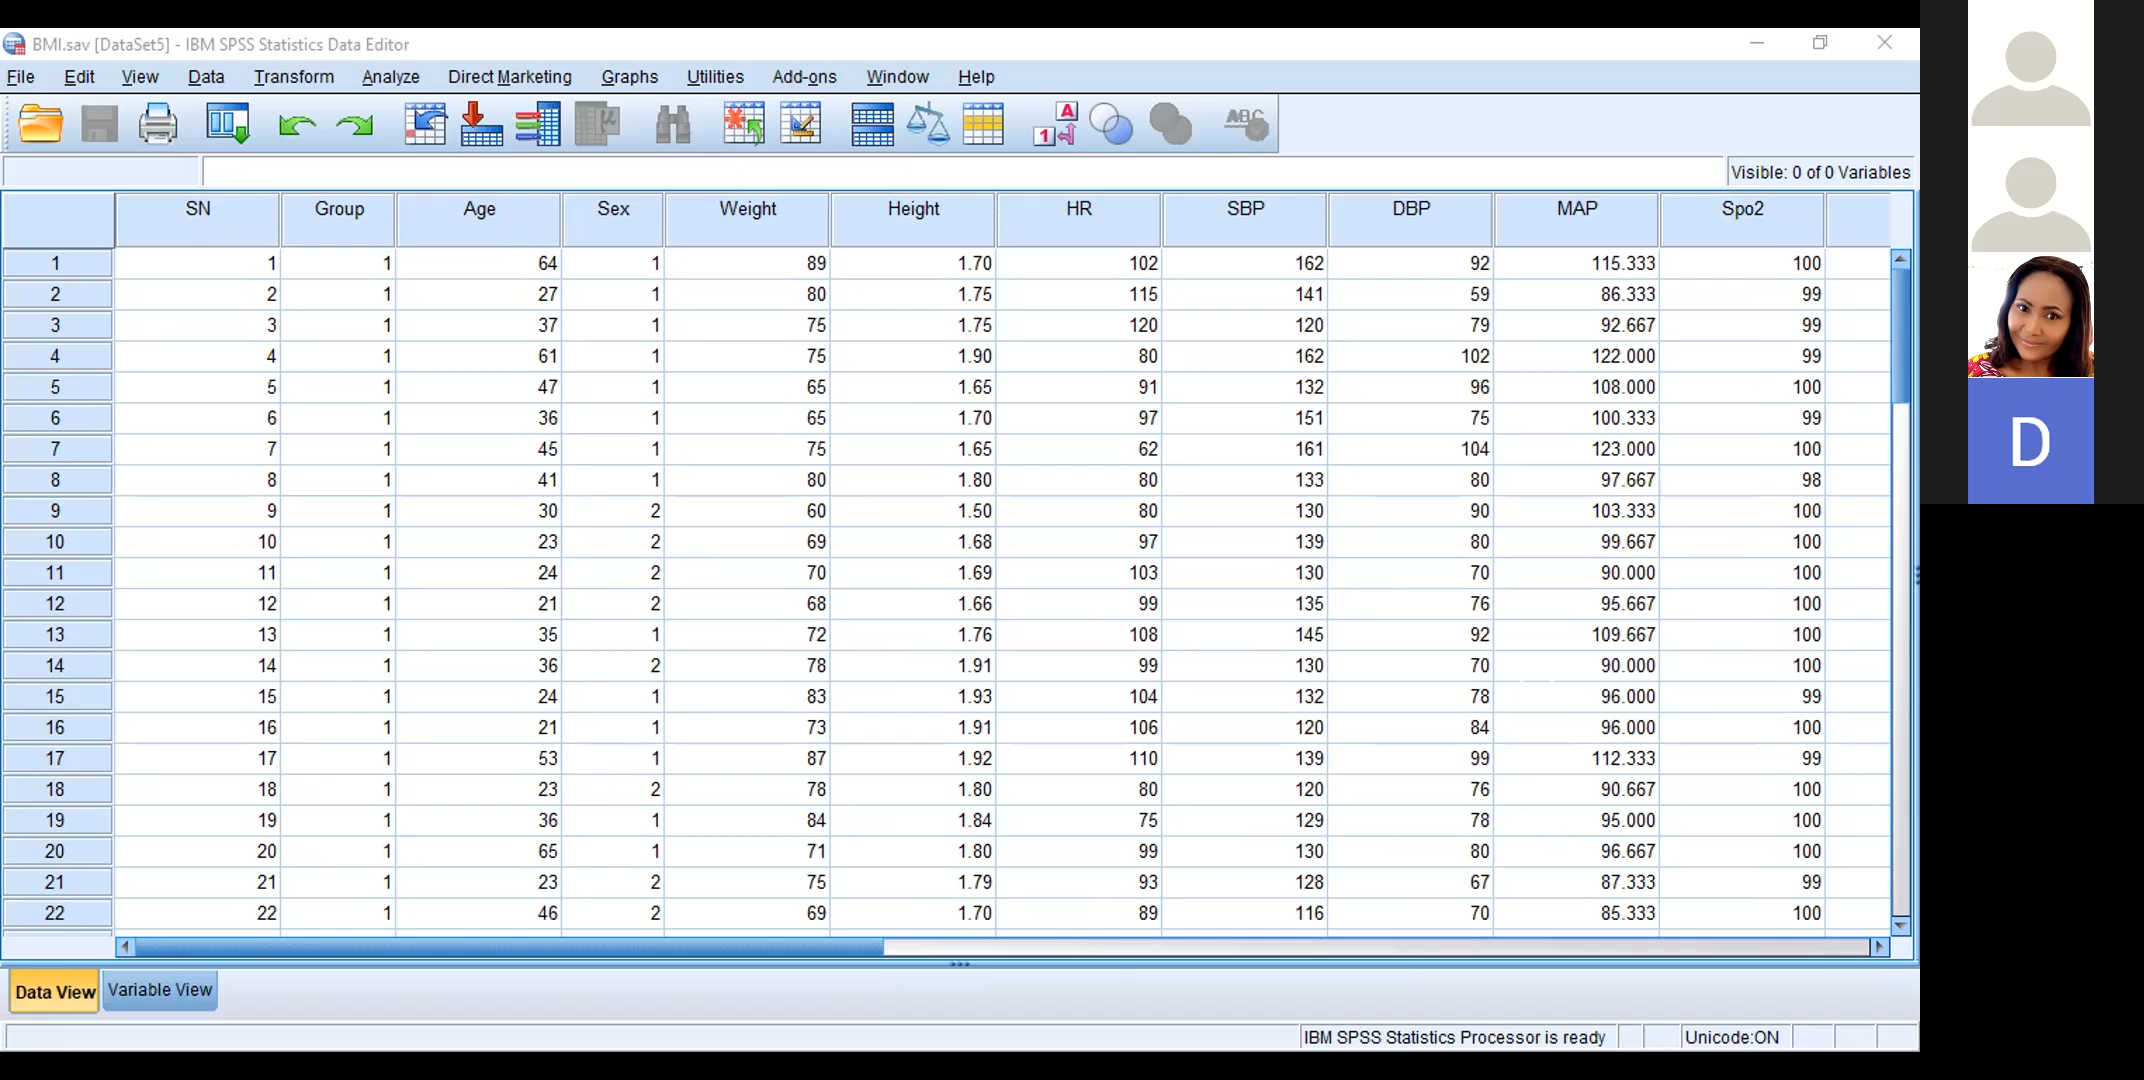 BMI.sav [DataSet5] - IBM SPSS Statistics Data Editor
File Edit View Data Transform Analyze Direct Marketing Graphs Utilities Add-ons Window Help
A
1
ABC
Visible: 0 of 0 Variables
SN Group Age Sex Weight Height HR SBP DBP MAP Spo2
1 1 1 64 1 89 1.70 102 162 92 115.333 100
2 2 1 27 1 80 1.75 115 141 59 86.333 99
3 3 1 37 1 75 1.75 120 120 79 92.667 99
4 4 1 61 1 75 1.90 80 162 102 122.000 99
5 5 1 47 1 65 1.65 91 132 96 108.000 100
6 6 1 36 1 65 1.70 97 151 75 100.333 99
7 7 1 45 1 75 1.65 62 161 104 123.000 100
8 8 1 41 1 80 1.80 80 133 80 97.667 98
9 9 1 30 2 60 1.50 80 130 90 103.333 100
10 10 1 23 2 69 1.68 97 139 80 99.667 100
11 11 1 24 2 70 1.69 103 130 70 90.000 100
12 12 1 21 2 68 1.66 99 135 76 95.667 100
13 13 1 35 1 72 1.76 108 145 92 109.667 100
14 14 1 36 2 78 1.91 99 130 70 90.000 100
15 15 1 24 1 83 1.93 104 132 78 96.000 99
16 16 1 21 1 73 1.91 106 120 84 96.000 100
17 17 1 53 1 87 1.92 110 139 99 112.333 99
18 18 1 23 2 78 1.80 80 120 76 90.667 100
19 19 1 36 1 84 1.84 75 129 78 95.000 100
20 20 1 65 1 71 1.80 99 130 80 96.667 100
21 21 1 23 2 75 1.79 93 128 67 87.333 99
22 22 1 46 2 69 1.70 89 116 70 85.333 100
Data View Variable View
IBM SPSS Statistics Processor is ready Unicode:ON
D